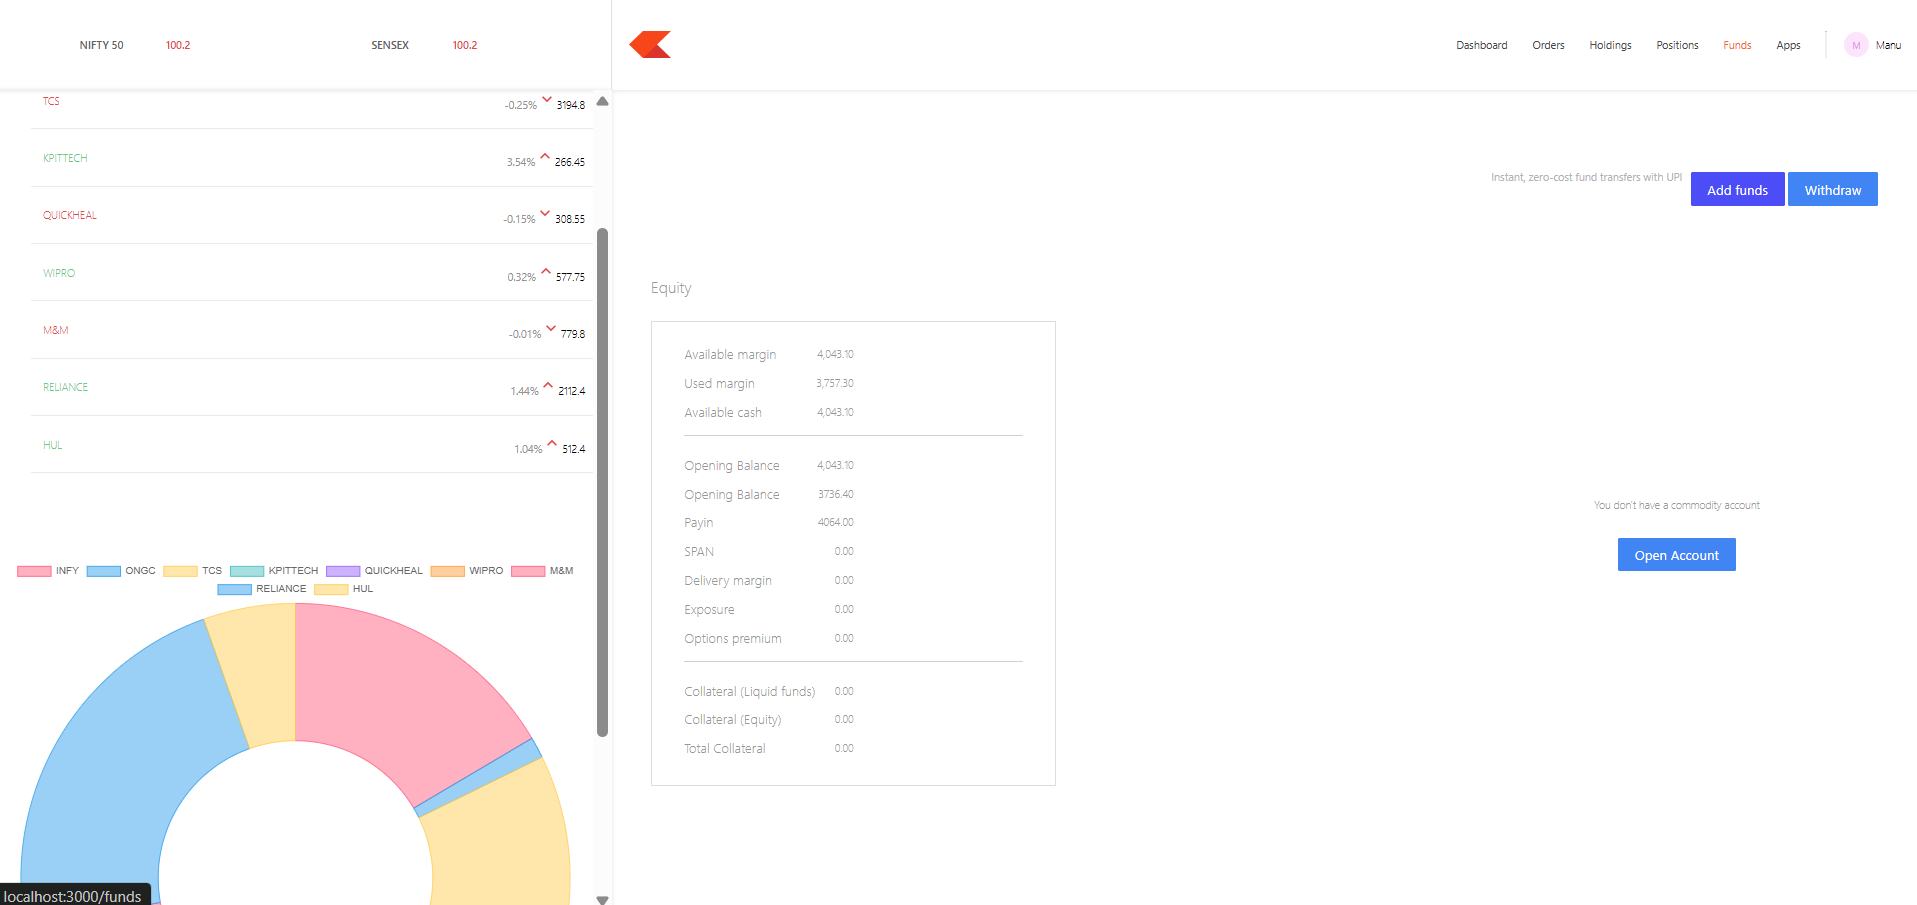 NIFTY 50 100.2 SENSEX 100.2
Dashboard Orders Holdings Positions Funds Apps M Manu
TCS -0.25% 3194.8
KPITTECH 3.54% 266.45
QUICKHEAL -0.15% 308.55
WIPRO 0.32% 577.75
M&M -0.01% 779.8
RELIANCE 1.44% 2112.4
HUL 1.04% 512.4
INFY ONGC TCS KPITTECH QUICKHEAL WIPRO M&M
RELIANCE HUL
localhost:3000/funds
Instant, zero-cost fund transfers with UPI Add funds Withdraw
Equity
Available margin 4,043.10
Used margin 3,757.30
Available cash 4,043.10
Opening Balance 4,043.10
Opening Balance 3736.40
Payin 4064.00
SPAN 0.00
Delivery margin 0.00
Exposure 0.00
Options premium 0.00
Collateral (Liquid funds) 0.00
Collateral (Equity) 0.00
Total Collateral 0.00
You don't have a commodity account
Open Account